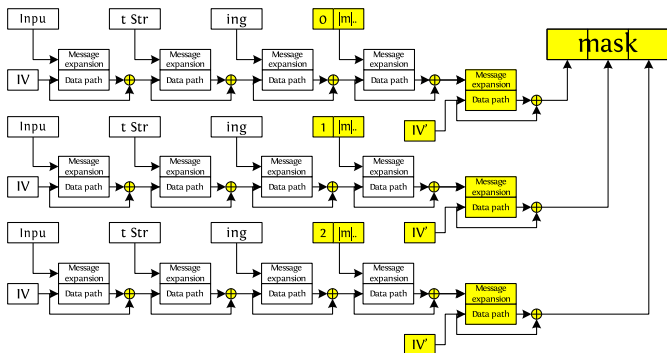 Inpu t Str ing 0 |m|.. mask
Message expansion Message expansion Message expansion Message expansion Message expansion
IV Data path Data path Data path Data path Data path
IV'
Inpu t Str ing 1 |m|..
Message expansion Message expansion Message expansion Message expansion Message expansion
IV Data path Data path Data path Data path Data path
IV'
Inpu t Str ing 2 |m|..
Message expansion Message expansion Message expansion Message expansion Message expansion
IV Data path Data path Data path Data path Data path
IV'